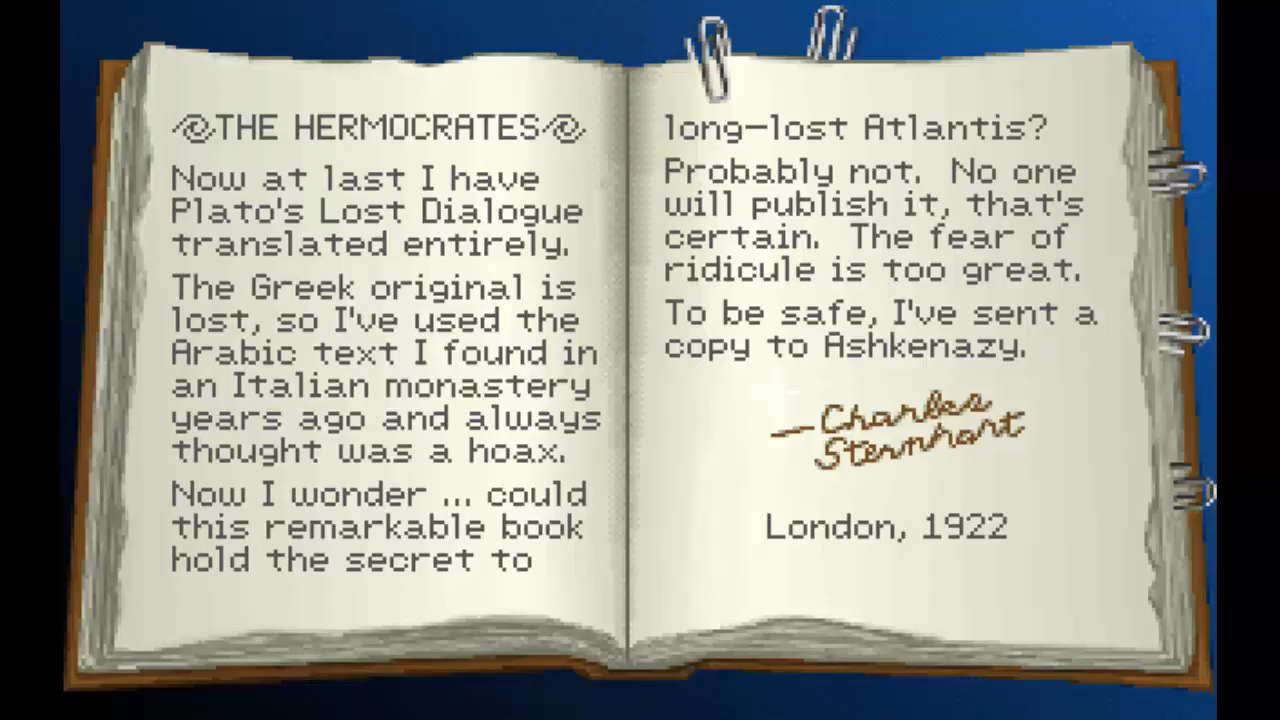 THE HERMOCRATES
Now at last I have
Plato's Lost Dialogue
translated entirely.
The Greek original is
lost, so I've used the
Arabic text I found in
an Italian monastery
years ago and always
thought was a hoax.
Now I wonder ... could
this remarkable book
hold the secret to
long-lost Atlantis?
Probably not.  No one
will publish it, that's
certain.  The fear of
ridicule is too great.
To be safe, I've sent a
copy to Ashkenazy.
—Charles
Sternhart
London, 1922